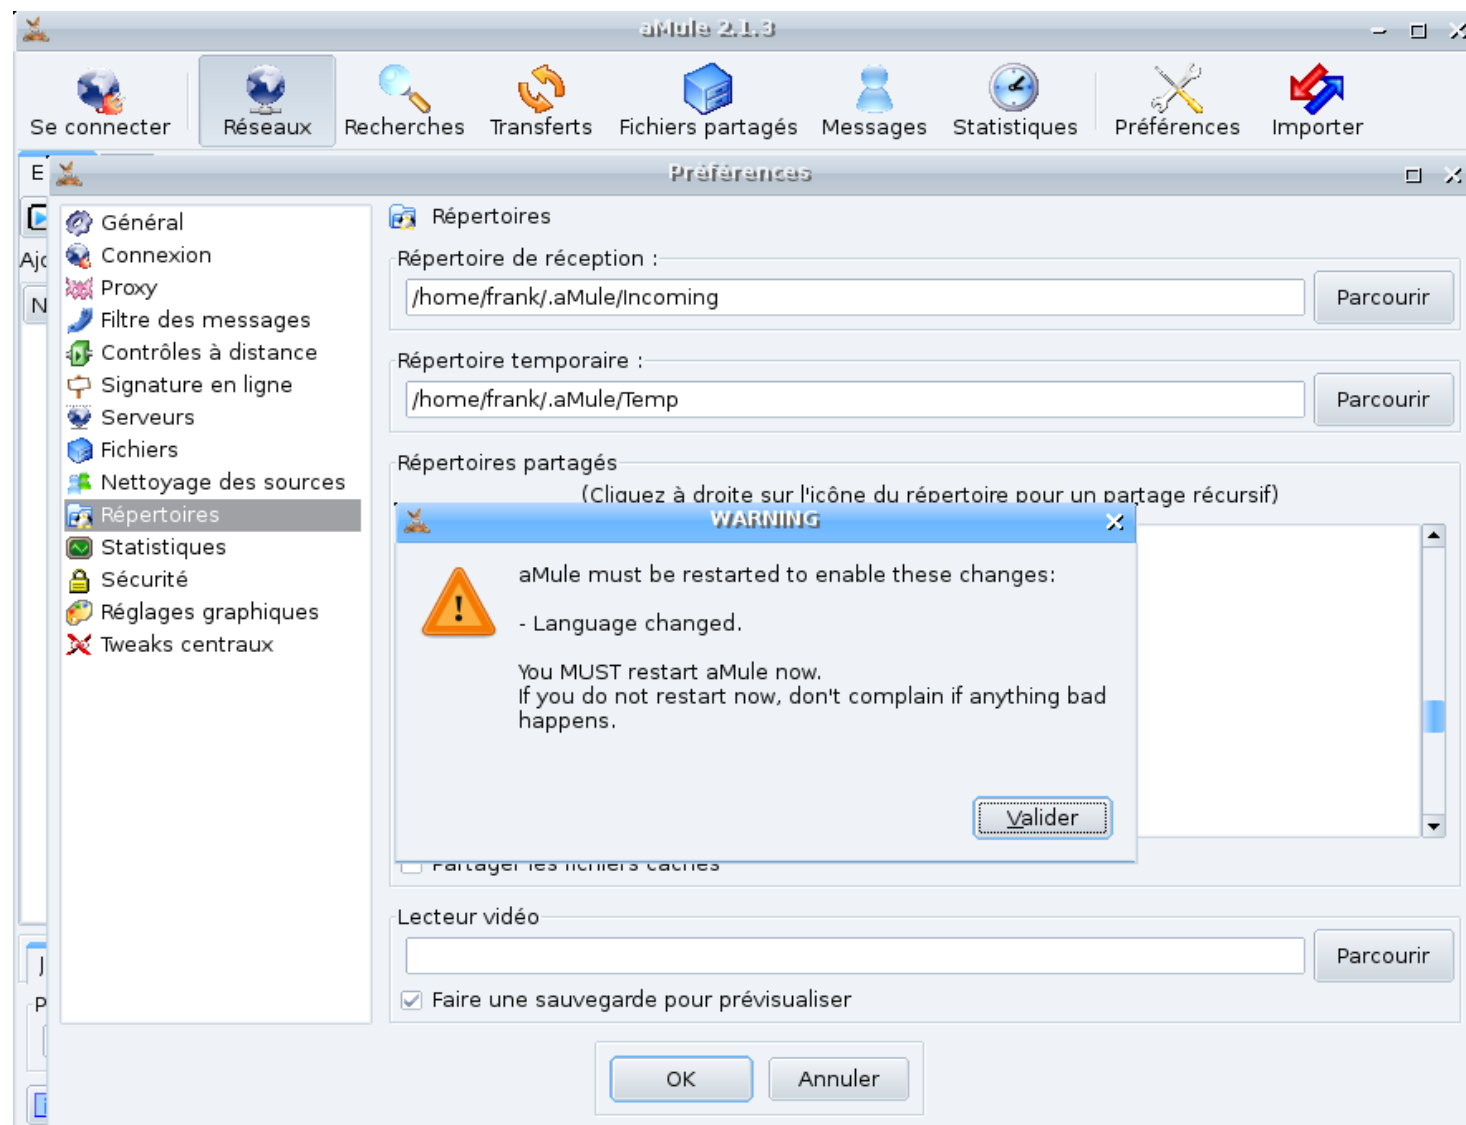 aMule 2.1.3
Se connecter
Réseaux
Recherches
Transferts
Fichiers partagés
Messages
Statistiques
Préférences
Importer
Préférences
Général
Connexion
Proxy
Filtre des messages
Contrôles à distance
Signature en ligne
Serveurs
Fichiers
Nettoyage des sources
Répertoires
Statistiques
Sécurité
Réglages graphiques
Tweaks centraux
Répertoires
Répertoire de réception :
/home/frank/.aMule/Incoming
Parcourir
Répertoire temporaire :
/home/frank/.aMule/Temp
Parcourir
Répertoires partagés
(Cliquez à droite sur l'icône du répertoire pour un partage récursif)
WARNING
aMule must be restarted to enable these changes:
- Language changed.
You MUST restart aMule now.
If you do not restart now, don't complain if anything bad
happens.
Valider
Partager les fichiers cachés
Lecteur vidéo
Parcourir
Faire une sauvegarde pour prévisualiser
OK
Annuler